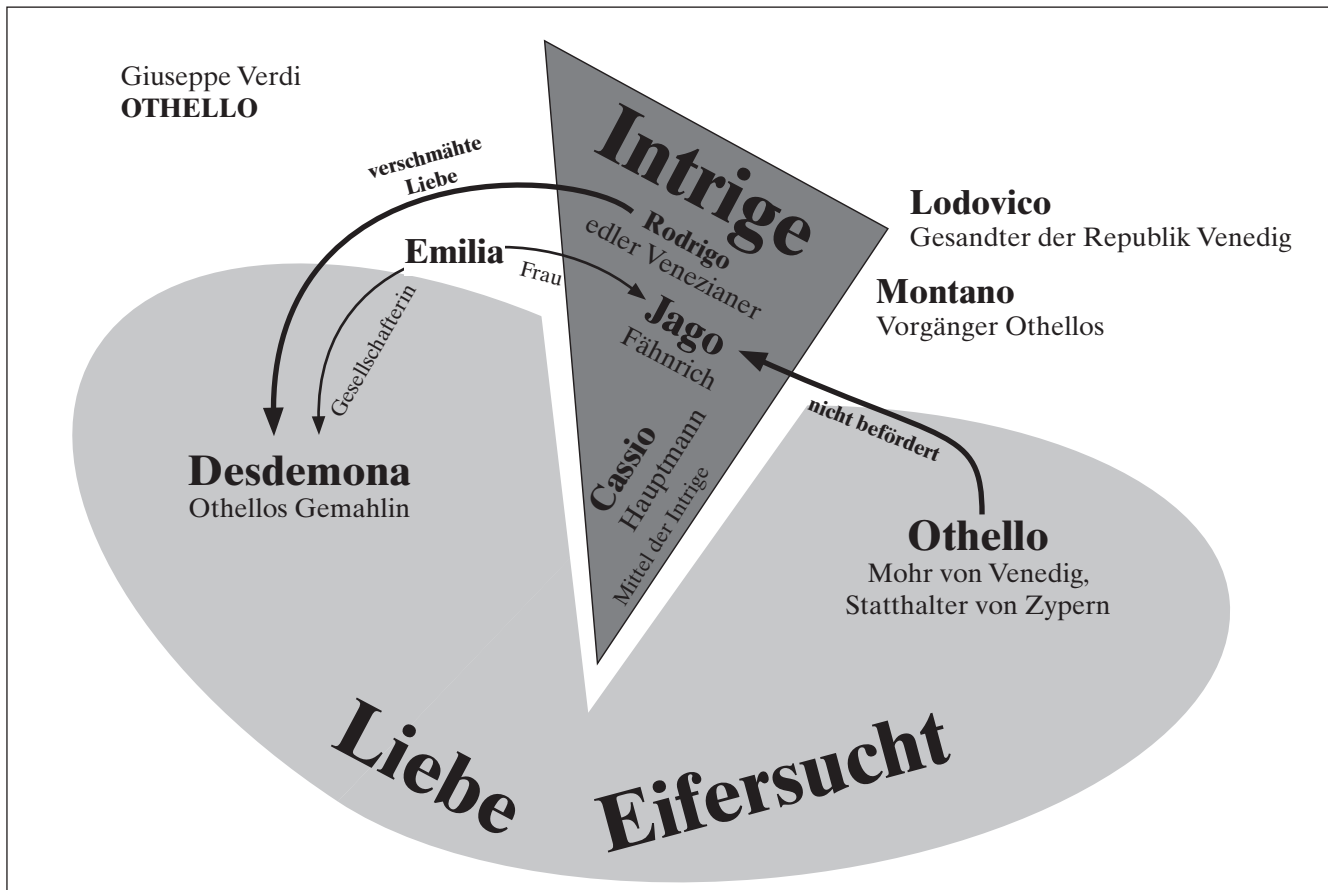 Giuseppe Verdi
OTHELLO
verschmähte
Liebe
Intrige
Rodrigo
edler Venezianer
Lodovico
Gesandter der Republik Venedig
Emilia
Frau
Montano
Vorgänger Othellos
Jago
Fähnrich
Gesellschafterin
nicht befördert
Desdemona
Othellos Gemahlin
Cassio
Hauptmann
Mittel der Intrige
Othello
Mohr von Venedig,
Statthalter von Zypern
Liebe
Eifersucht